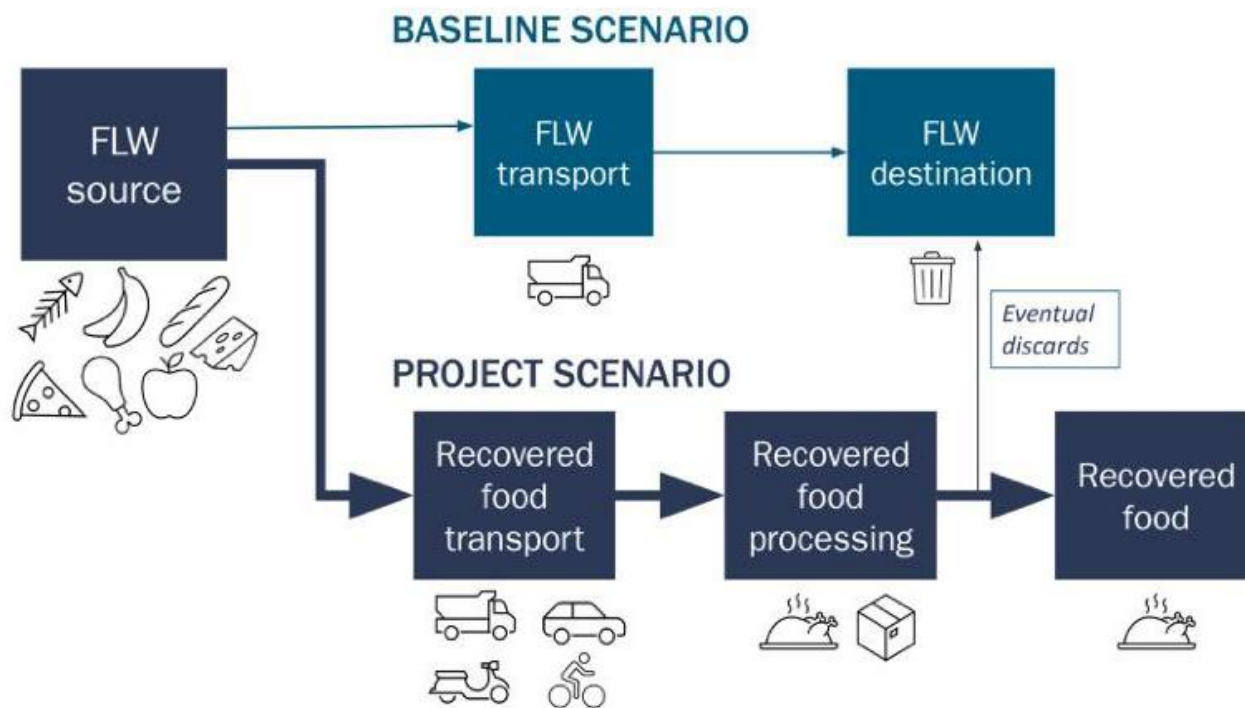 BASELINE SCENARIO
FLW
source
FLW
transport
FLW
destination
Eventual
discards
PROJECT SCENARIO
Recovered
food
transport
Recovered
food
processing
Recovered
food